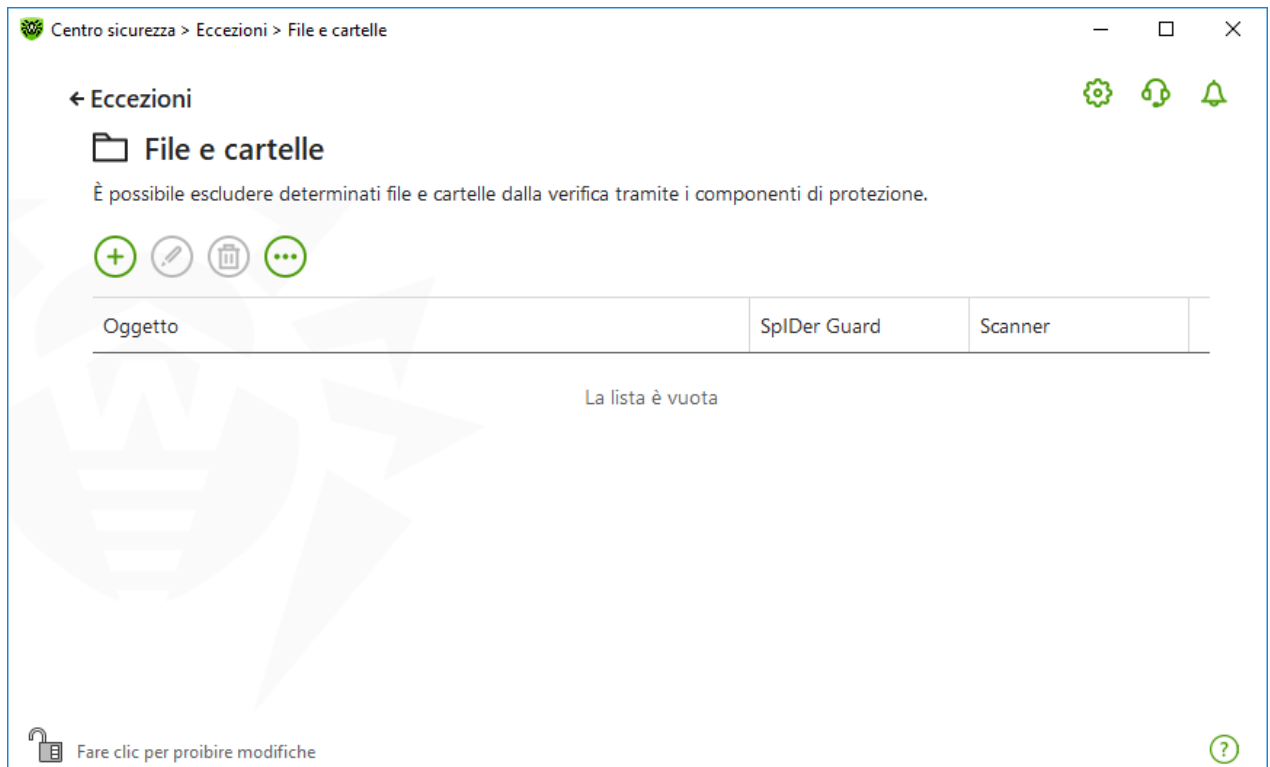 Centro sicurezza > Eccezioni > File e cartelle
Eccezioni
File e cartelle
È possibile escludere determinati file e cartelle dalla verifica tramite i componenti di protezione.
Oggetto SpIDer Guard Scanner
La lista è vuota
Fare clic per proibire modifiche
?